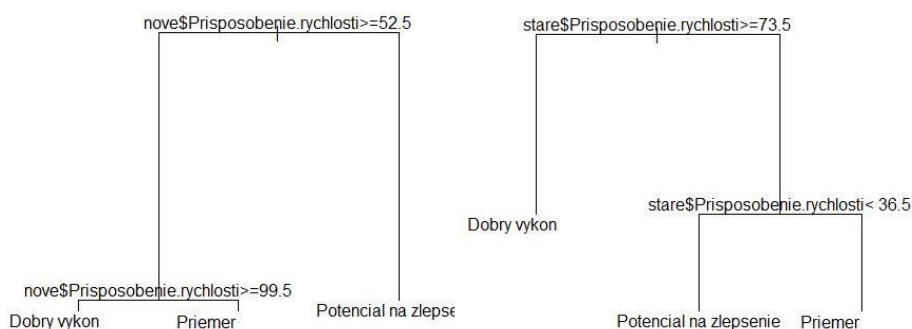 nove$Prisposobenie.rychlosti>=52.5
nove$Prisposobenie.rychlosti>=99.5
Dobry vykon
Priemer
Potencial na zlepse
stare$Prisposobenie.rychlosti>=73.5
stare$Prisposobenie.rychlosti< 36.5
Dobry vykon
Potencial na zlepsenie
Priemer